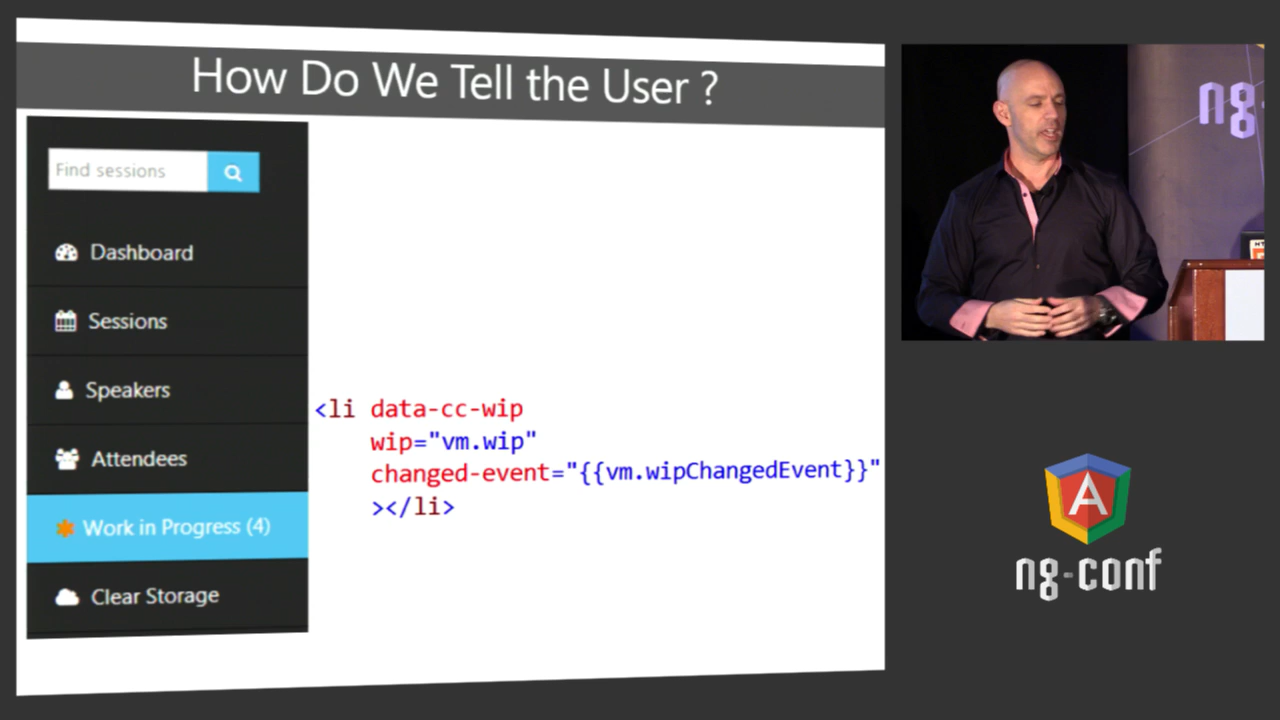 How Do We Tell the User ?
Find sessions
Dashboard
Sessions
Speakers
Attendees
Work in Progress (4)
Clear Storage
<li data-cc-wip
wip="vm.wip"
changed-event="{{vm.wipChangedEvent}}"
></li>
ng-
A
ng-conf